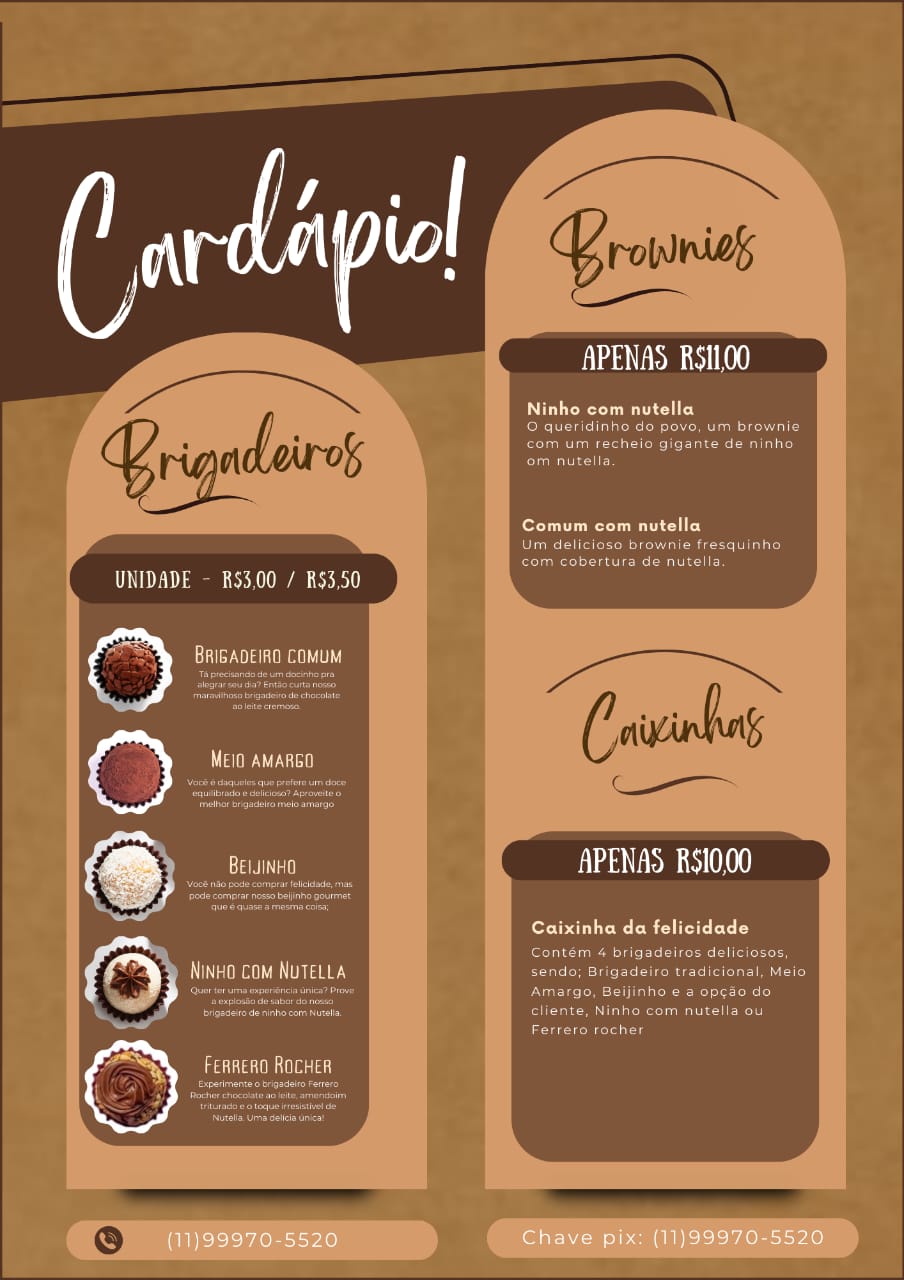 Cardápio!
Brigadeiros
UNIDADE - R$3,00 / R$3,50
BRIGADEIRO COMUM
Tá precisando de um docinho pra
alegrar seu dia? Então curta nosso
maravilhoso brigadeiro de chocolate
ao leite cremoso.
MEIO AMARGO
Você é daqueles que prefere um doce
equilibrado e delicioso? Aproveite o
melhor brigadeiro meio amargo
BEIJINHO
Você não pode comprar felicidade, mas
pode comprar nosso beijinho gourmet
que é quase a mesma coisa;
NINHO COM NUTELLA
Quer ter uma experiência única? Prove
a explosão de sabor do nosso
brigadeiro de ninho com Nutella.
FERRERO ROCHER
Experimente o brigadeiro Ferrero
Rocher chocolate ao leite, amendoim
triturado e o toque irresistível de
Nutella. Uma delícia única!
(11)99970-5520
Brownies
APENAS R$11,00
Ninho com nutella
O queridinho do povo, um brownie
com um recheio gigante de ninho
om nutella.
Comum com nutella
Um delicioso brownie fresquinho
com cobertura de nutella.
Caixinhas
APENAS R$10,00
Caixinha da felicidade
Contém 4 brigadeiros deliciosos,
sendo; Brigadeiro tradicional, Meio
Amargo, Beijinho e a opção do
cliente, Ninho com nutella ou
Ferrero rocher
Chave pix: (11)99970-5520